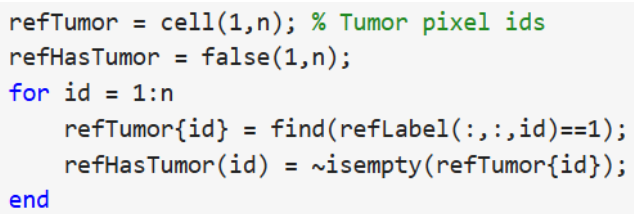 refTumor = cell(1,n); % Tumor pixel ids
refHasTumor = false(1,n);
for id = 1:n
    refTumor{id} = find(refLabel(:,:,id)==1);
    refHasTumor(id) = ~isempty(refTumor{id});
end